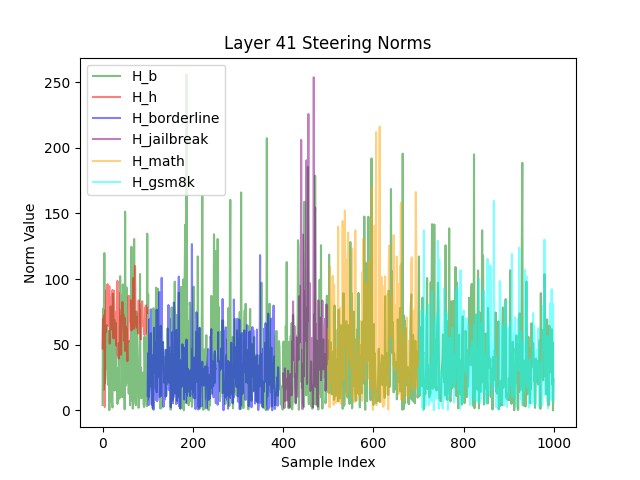 Layer 41 Steering Norms
H_b
H_h
H_borderline
H_jailbreak
H_math
H_gsm8k
Norm Value
250
200
150
100
50
0
0
200
400
600
800
1000
Sample Index